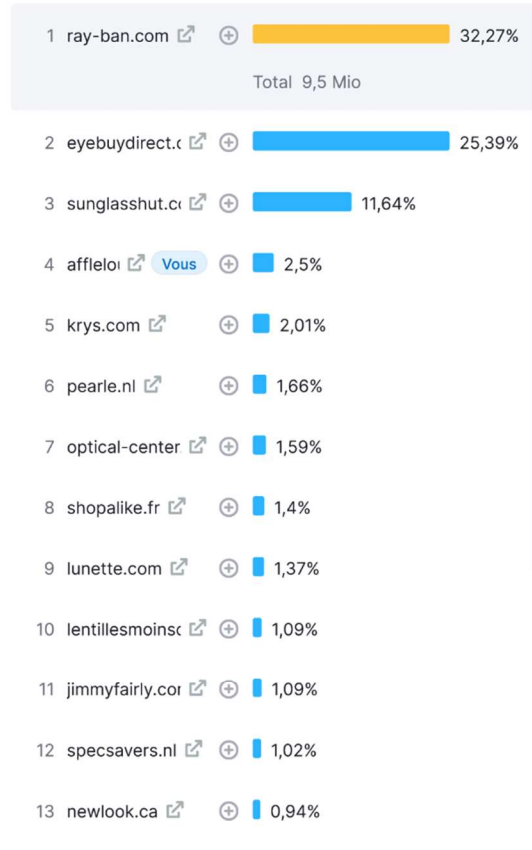 1 ray-ban.com 32,27%
Total 9,5 Mio
2 eyebuydirect.c 25,39%
3 sunglasshut.co 11,64%
4 afflelou Vous 2,5%
5 krys.com 2,01%
6 pearle.nl 1,66%
7 optical-center 1,59%
8 shopalike.fr 1,4%
9 lunette.com 1,37%
10 lentillesmoinsc 1,09%
11 jimmyfairly.cor 1,09%
12 specsavers.nl 1,02%
13 newlook.ca 0,94%